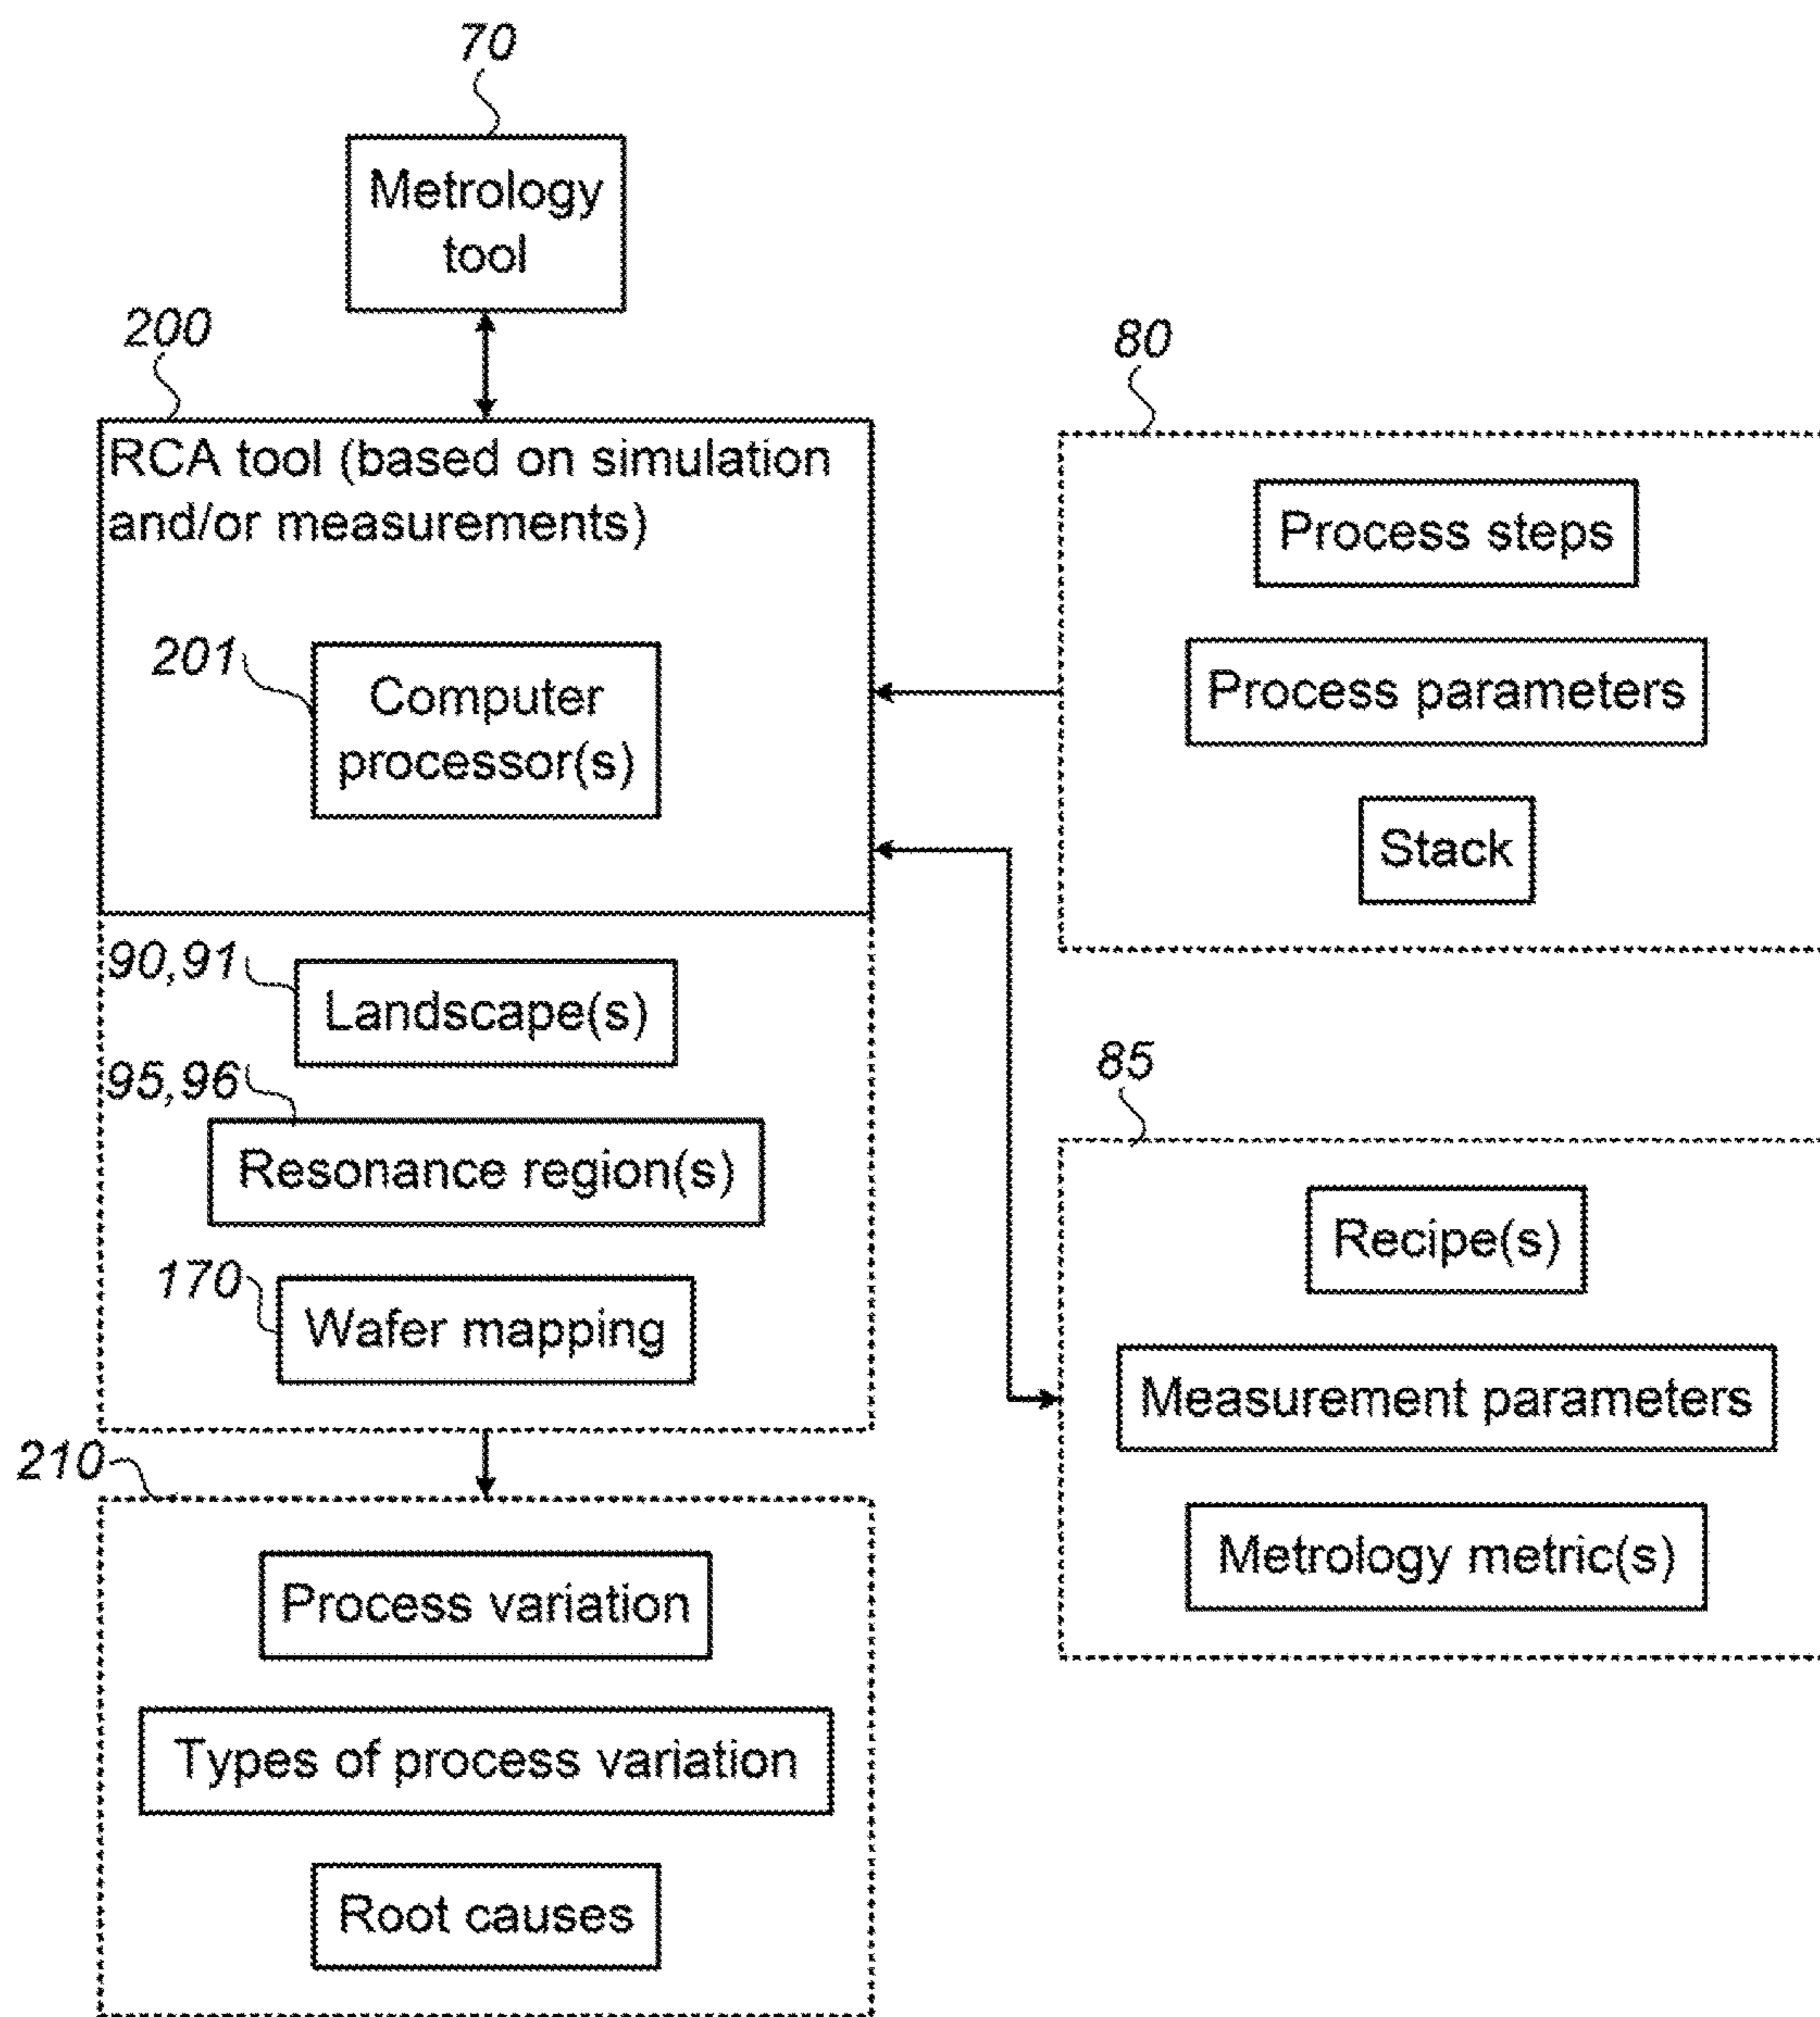 70
Metrology
tool
200
RCA tool (based on simulation
and/or measurements)
201
Computer
processor(s)
90,91
Landscape(s)
95,96
Resonance region(s)
170
Wafer mapping
210
Process variation
Types of process variation
Root causes
80
Process steps
Process parameters
Stack
85
Recipe(s)
Measurement parameters
Metrology metric(s)